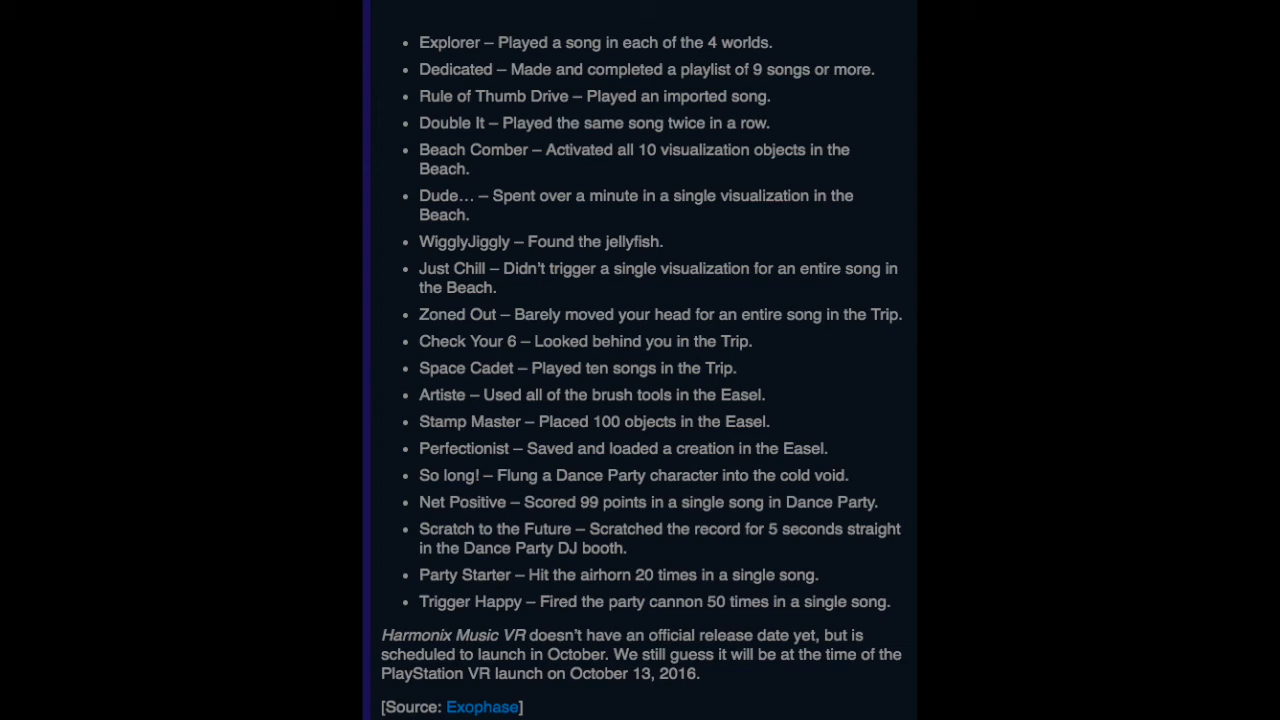 • Explorer – Played a song in each of the 4 worlds.
• Dedicated – Made and completed a playlist of 9 songs or more.
• Rule of Thumb Drive – Played an imported song.
• Double It – Played the same song twice in a row.
• Beach Comber – Activated all 10 visualization objects in the
Beach.
• Dude… – Spent over a minute in a single visualization in the
Beach.
• WigglyJiggly – Found the jellyfish.
• Just Chill – Didn’t trigger a single visualization for an entire song in
the Beach.
• Zoned Out – Barely moved your head for an entire song in the Trip.
• Check Your 6 – Looked behind you in the Trip.
• Space Cadet – Played ten songs in the Trip.
• Artiste – Used all of the brush tools in the Easel.
• Stamp Master – Placed 100 objects in the Easel.
• Perfectionist – Saved and loaded a creation in the Easel.
• So long! – Flung a Dance Party character into the cold void.
• Net Positive – Scored 99 points in a single song in Dance Party.
• Scratch to the Future – Scratched the record for 5 seconds straight
in the Dance Party DJ booth.
• Party Starter – Hit the airhorn 20 times in a single song.
• Trigger Happy – Fired the party cannon 50 times in a single song.
Harmonix Music VR doesn’t have an official release date yet, but is
scheduled to launch in October. We still guess it will be at the time of the
PlayStation VR launch on October 13, 2016.
[Source: Exophase]